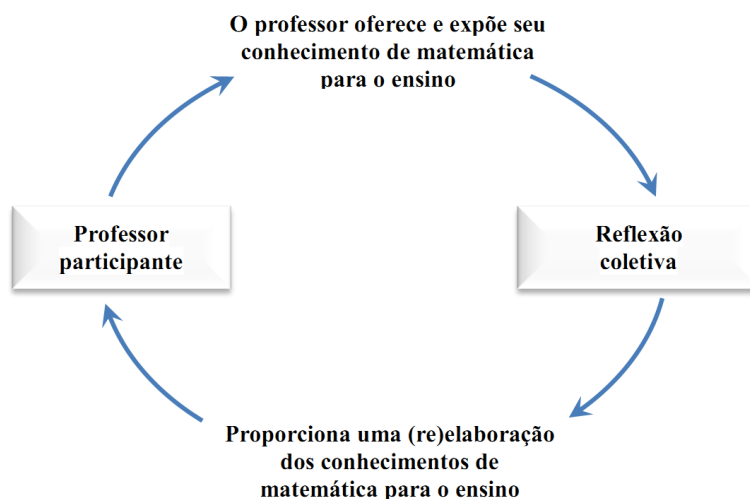 O professor oferece e expõe seu
conhecimento de matemática
para o ensino
Professor
participante
Reflexão
coletiva
Proporciona uma (re)elaboração
dos conhecimentos de
matemática para o ensino